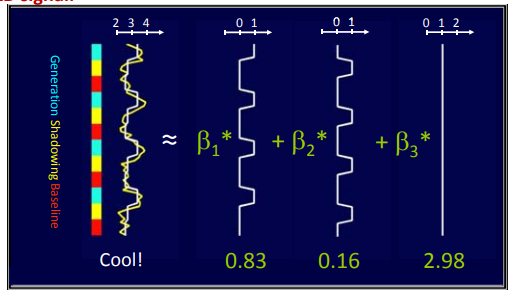 2 3 4
0 1
0 1
0 1 2
Generation Shadowing Baseline
≈ β1* + β2* + β3*
Cool! 0.83 0.16 2.98